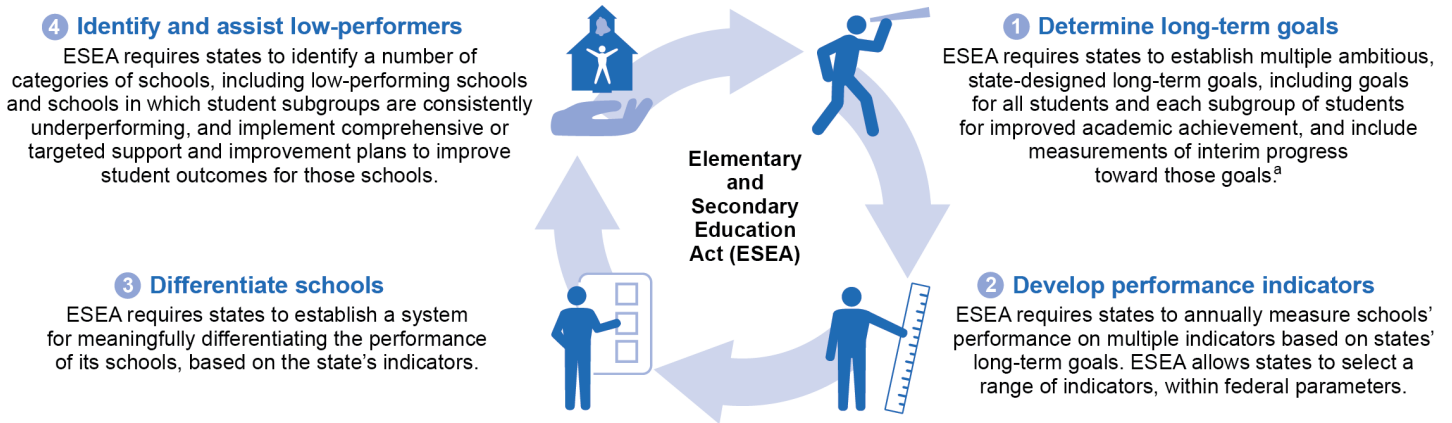 4 Identify and assist low-performers
ESEA requires states to identify a number of
categories of schools, including low-performing schools
and schools in which student subgroups are consistently
underperforming, and implement comprehensive or
targeted support and improvement plans to improve
student outcomes for those schools.
1 Determine long-term goals
ESEA requires states to establish multiple ambitious,
state-designed long-term goals, including goals
for all students and each subgroup of students
for improved academic achievement, and include
measurements of interim progress
toward those goals.a
Elementary
and
Secondary
Education
Act (ESEA)
3 Differentiate schools
ESEA requires states to establish a system
for meaningfully differentiating the performance
of its schools, based on the state's indicators.
2 Develop performance indicators
ESEA requires states to annually measure schools'
performance on multiple indicators based on states'
long-term goals. ESEA allows states to select a
range of indicators, within federal parameters.